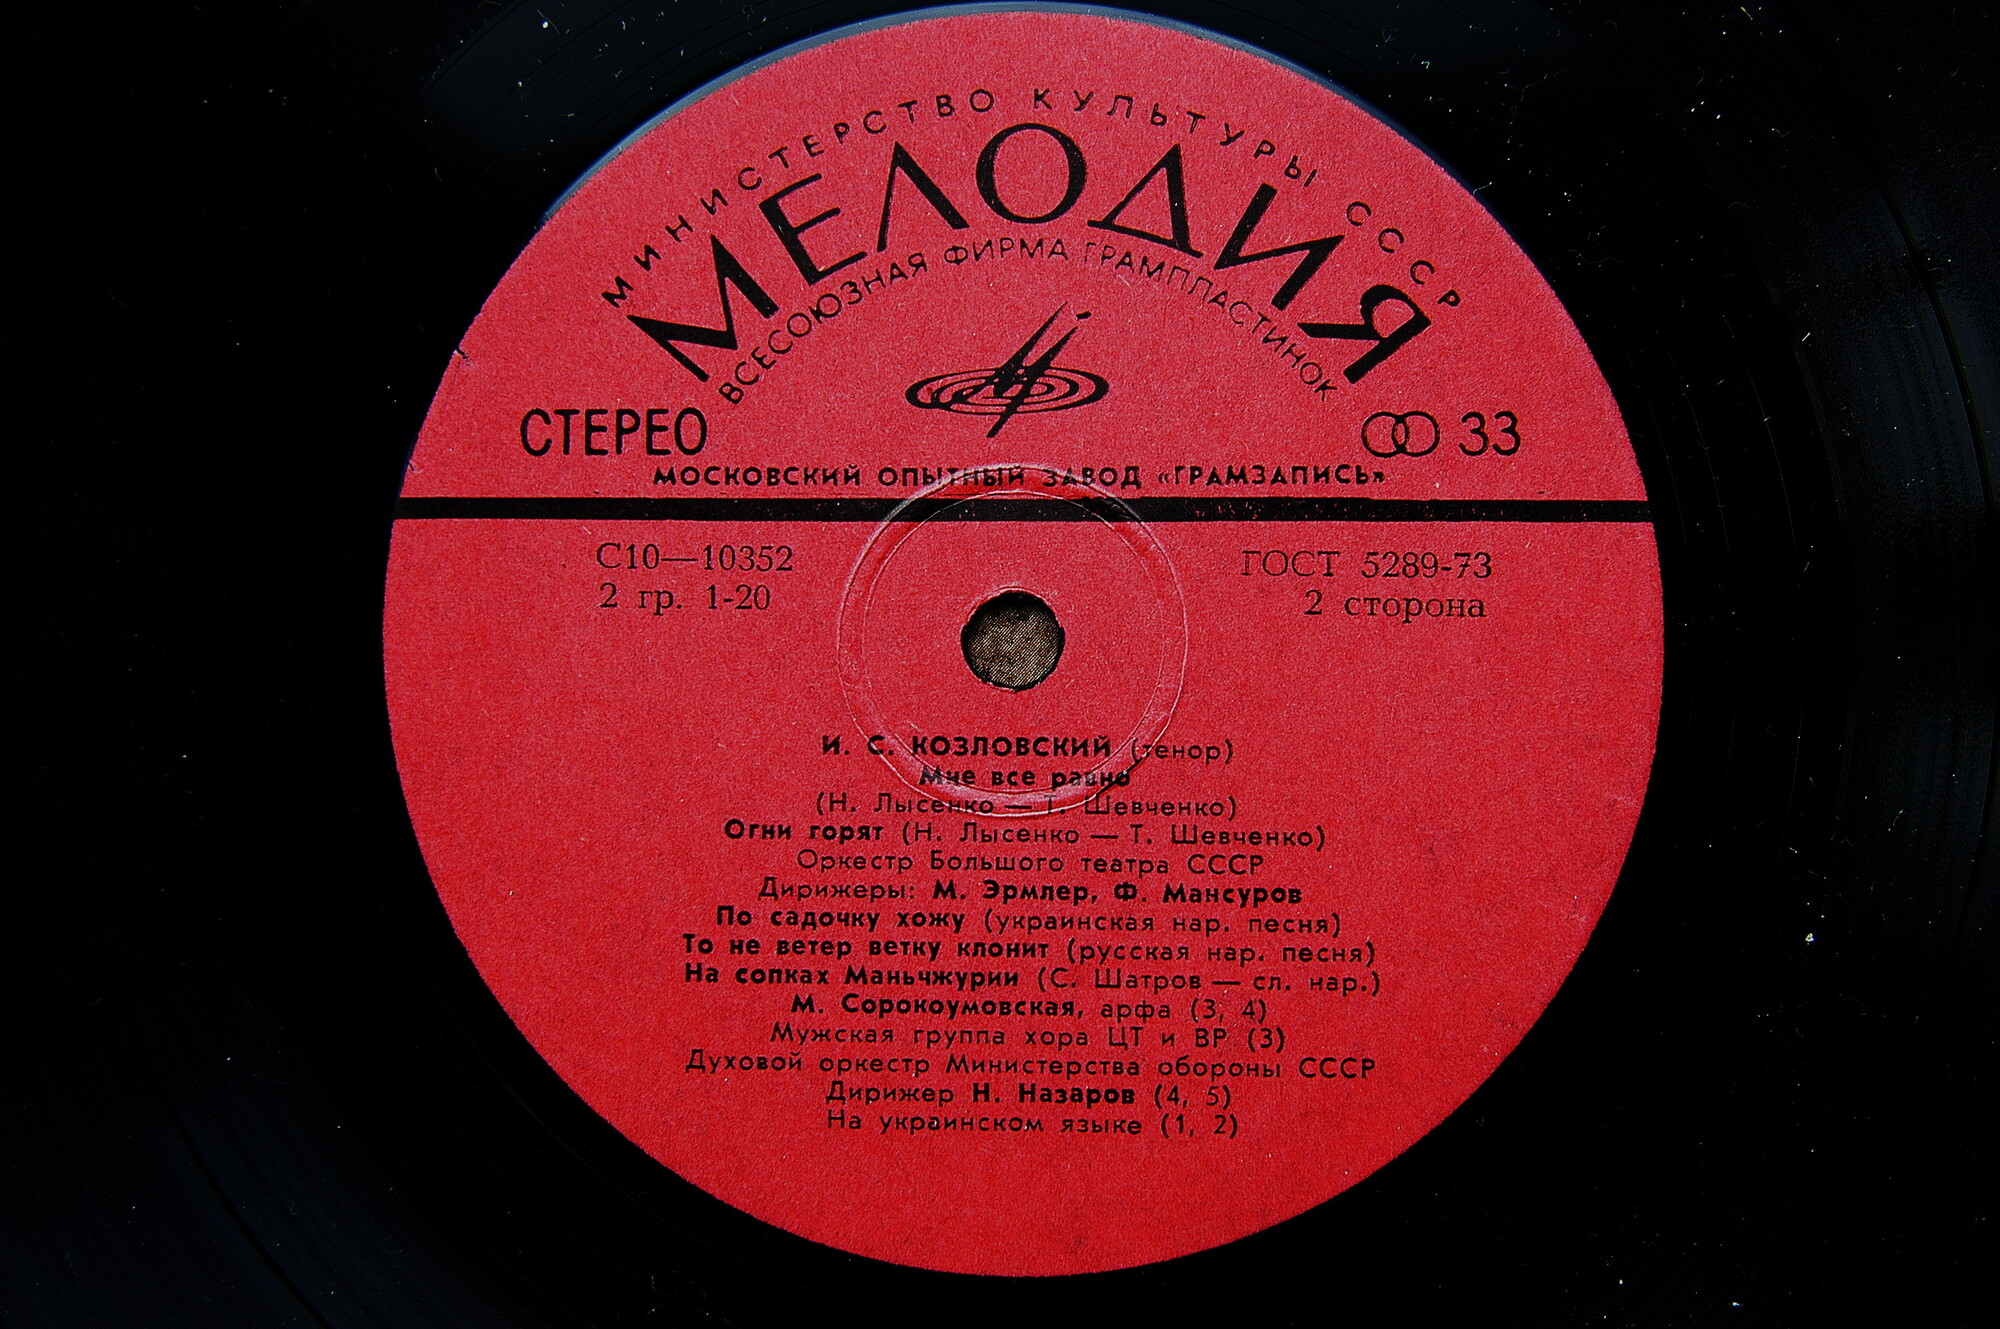 МИНИСТЕРСТВО КУЛЬТУРЫ СССР
МЕЛОДИЯ
ВСЕСОЮЗНАЯ ФИРМА ГРАМПЛАСТИНОК
СТЕРЕО 33
МОСКОВСКИЙ ОПЫТНЫЙ ЗАВОД «ГРАМЗАПИСЬ»
С10—10352 ГОСТ 5289-73
2 гр. 1-20 2 сторона
И. С. КОЗЛОВСКИЙ (тенор)
Мне все равно
(Н. Лысенко — Т. Шевченко)
Огни горят (Н. Лысенко — Т. Шевченко)
Оркестр Большого театра СССР
Дирижеры: М. Эрмлер, Ф. Мансуров
По садочку хожу (украинская нар. песня)
То не ветер ветку клонит (русская нар. песня)
На сопках Маньчжурии (С. Шатров — сл. нар.)
М. Сорокоумовская, арфа (3, 4)
Мужская группа хора ЦТ и ВР (3)
Духовой оркестр Министерства обороны СССР
Дирижер Н. Назаров (4, 5)
На украинском языке (1, 2)